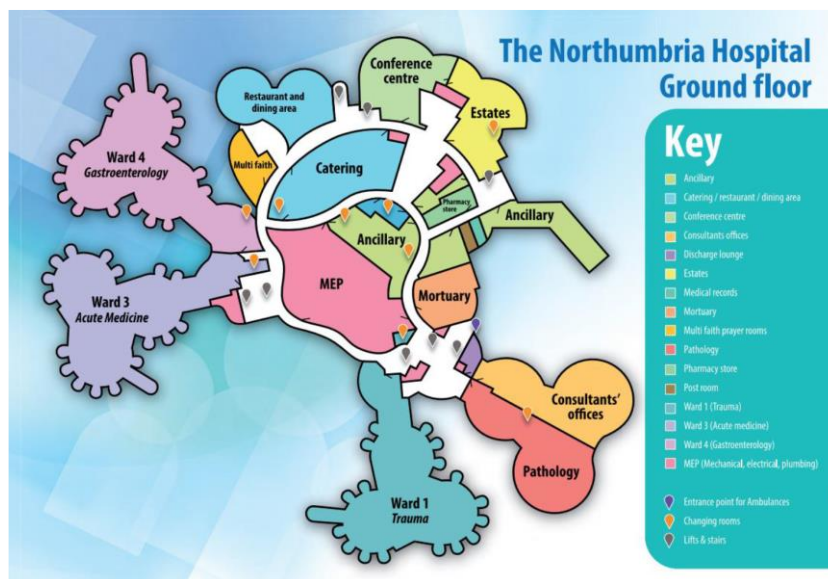 The Northumbria Hospital
Ground floor
Conference
centre
Restaurant and
dining area
Estates
Ward 4
Gastroenterology
Multi faith
Catering
Pharmacy
store
Ancillary
Ancillary
MEP
Mortuary
Ward 3
Acute Medicine
Consultants'
offices
Pathology
Ward 1
Trauma
Key
Ancillary
Catering / restaurant / dining area
Conference centre
Consultants offices
Discharge lounge
Estates
Medical records
Mortuary
Multi faith prayer rooms
Pathology
Pharmacy store
Post room
Ward 1 (Trauma)
Ward 3 (Acute medicine)
Ward 4 (Gastroenterology)
MEP (Mechanical, electrical, plumbing)
Entrance point for Ambulances
Changing rooms
Lifts & stairs